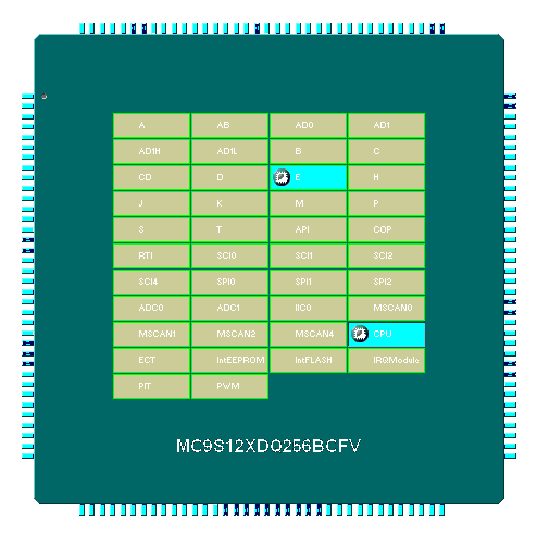 A AB AD0 AD1
AD1H AD1L B C
CD D E H
J K M P
S T API COP
RTI SCI0 SCI1 SCI2
SCI4 SPI0 SPI1 SPI2
ADC0 ADC1 IIC0 MSCAN0
MSCAN1 MSCAN2 MSCAN4 CPU
ECT IntEEPROM IntFLASH IRQModule
PIT PWM
MC9S12XDQ256BCFV